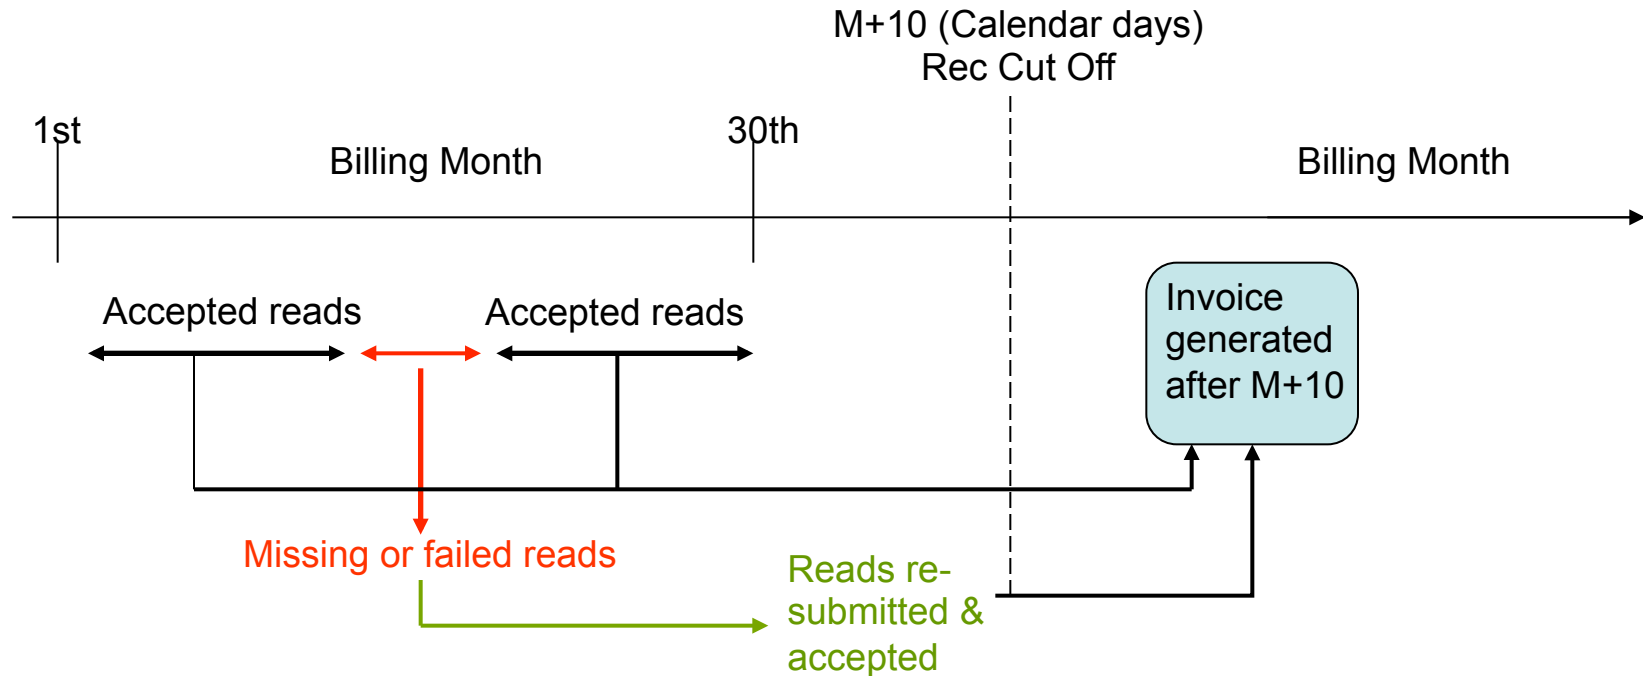 M+10 (Calendar days)
Rec Cut Off
1st
30th
Billing Month
Billing Month
Accepted reads
Accepted reads
Invoice
generated
after M+10
Missing or failed reads
Reads re-
submitted &
accepted